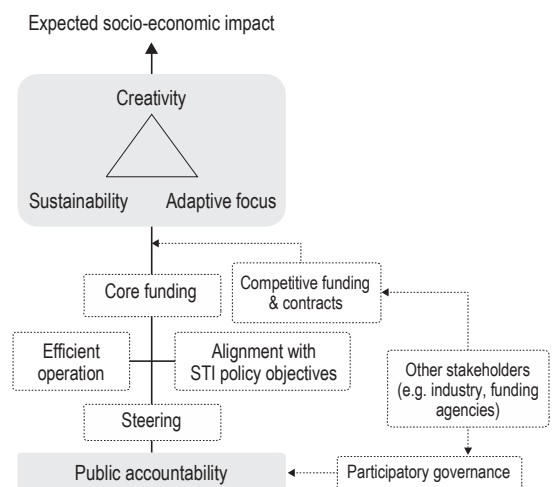 Expected socio-economic impact
Creativity
Sustainability
Adaptive focus
Core funding
Competitive funding
& contracts
Efficient
operation
Alignment with
STI policy objectives
Other stakeholders
(e.g. industry, funding
agencies)
Steering
Public accountability
Participatory governance